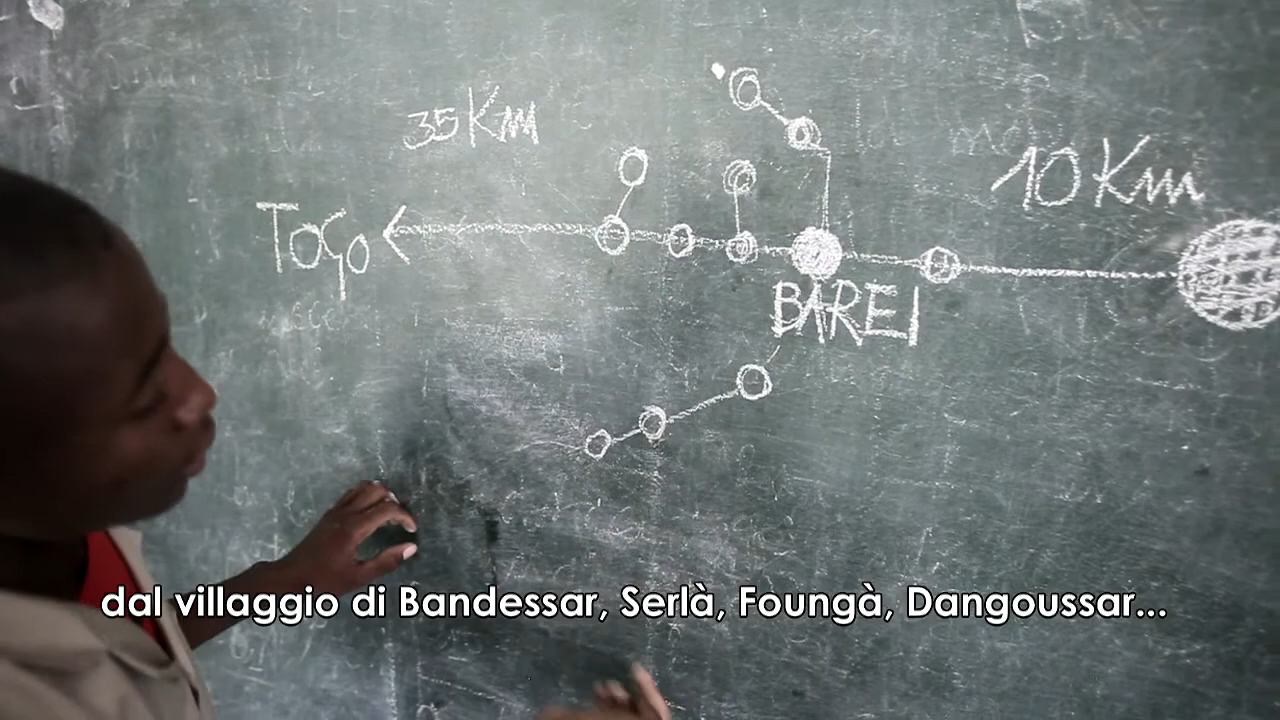 35 Km
10 Km
ToGo
BAREI
dal villaggio di Bandessar, Serlà, Foungà, Dangoussar...